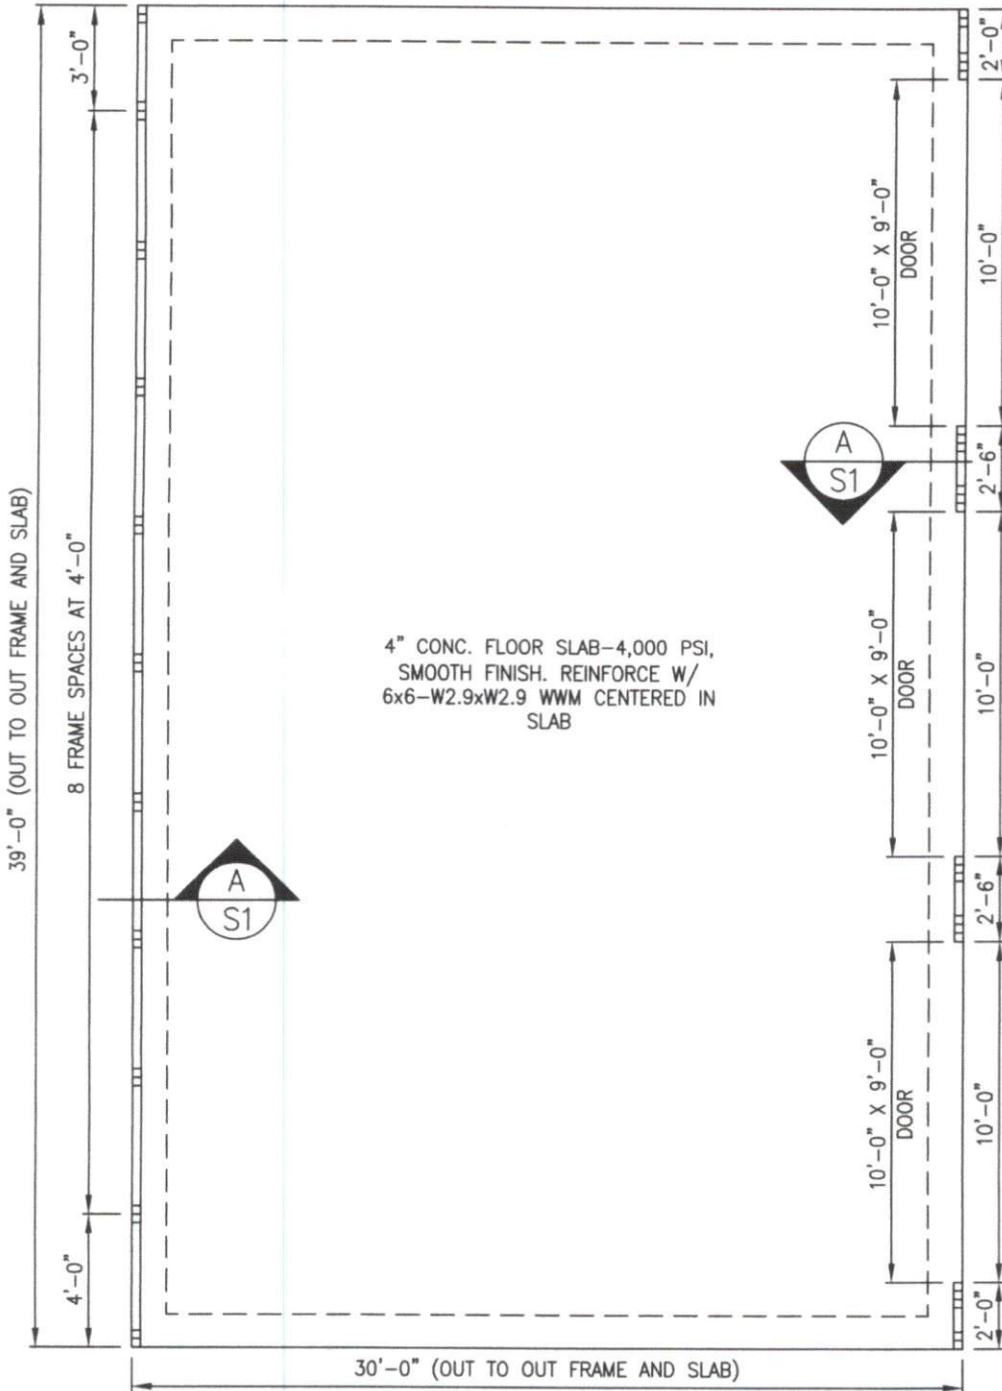 3'-0"
2'-0"
10'-0" X 9'-0"
DOOR
10'-0"
A
S1
2'-6"
39'-0" (OUT TO OUT FRAME AND SLAB)
8 FRAME SPACES AT 4'-0"
4" CONC. FLOOR SLAB-4,000 PSI,
SMOOTH FINISH. REINFORCE W/
6x6-W2.9xW2.9 WWM CENTERED IN
SLAB
10'-0" X 9'-0"
DOOR
10'-0"
A
S1
2'-6"
10'-0" X 9'-0"
DOOR
10'-0"
4'-0"
2'-0"
30'-0" (OUT TO OUT FRAME AND SLAB)